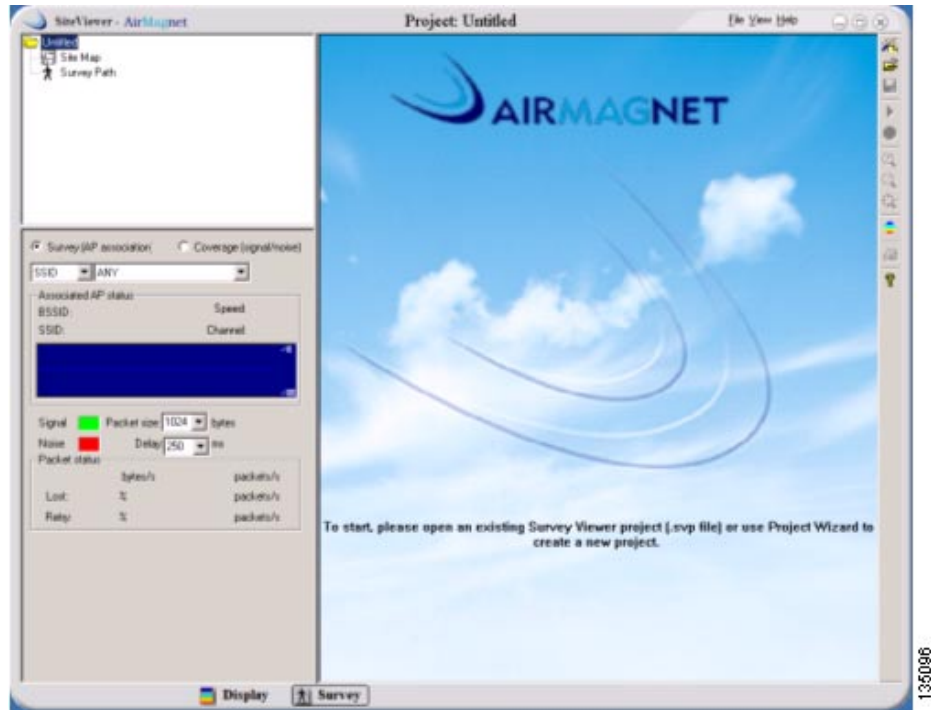 SiteViewer - AirMagnet
Project: Untitled
File View Help
Untitled
Site Map
Survey Path
AIRMAGNET
Survey (AP association)
Coverage (signal/noise)
SSID
ANY
Associated AP status
BSSID:
Speed
SSID:
Channel
Signal
Packet size 1024 bytes
Noise
Delay 250 ms
Packet status
bytes/s
packets/s
Lost:
%
packets/s
Retry
%
packets/s
To start, please open an existing Survey Viewer project (.svp file) or use Project Wizard to
create a new project.
Display
Survey
135096